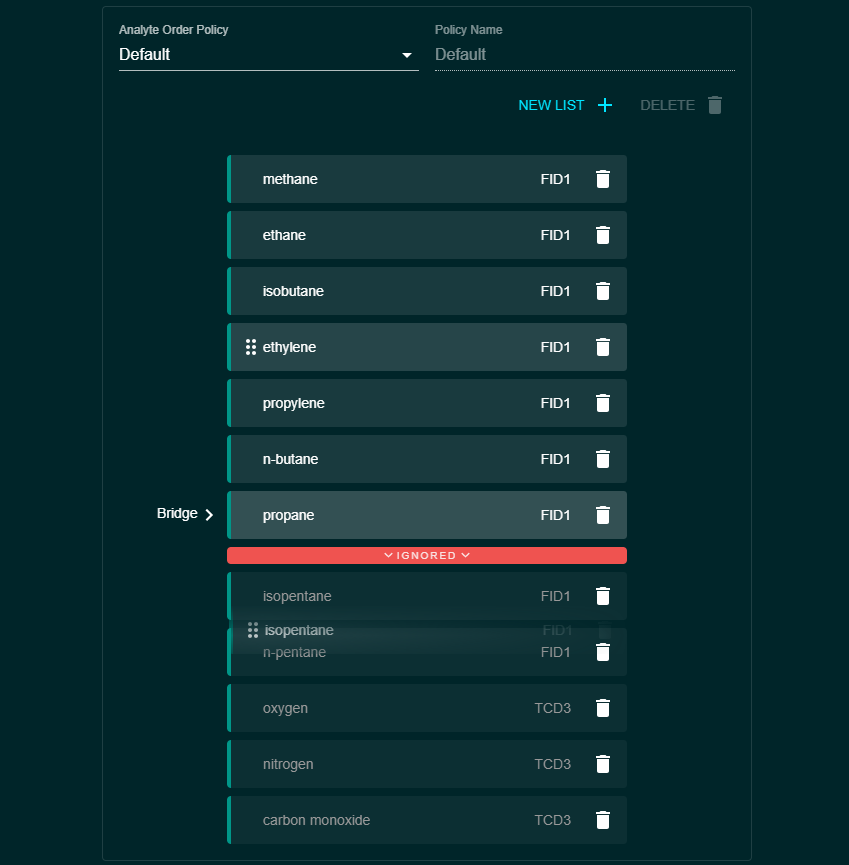 Analyte Order Policy
Policy Name
Default
Default
NEW LIST
DELETE
methane FID1
ethane FID1
isobutane FID1
ethylene FID1
propylene FID1
n-butane FID1
Bridge
propane FID1
IGNORED
isopentane FID1
isopentane FID1
n-pentane FID1
oxygen TCD3
nitrogen TCD3
carbon monoxide TCD3